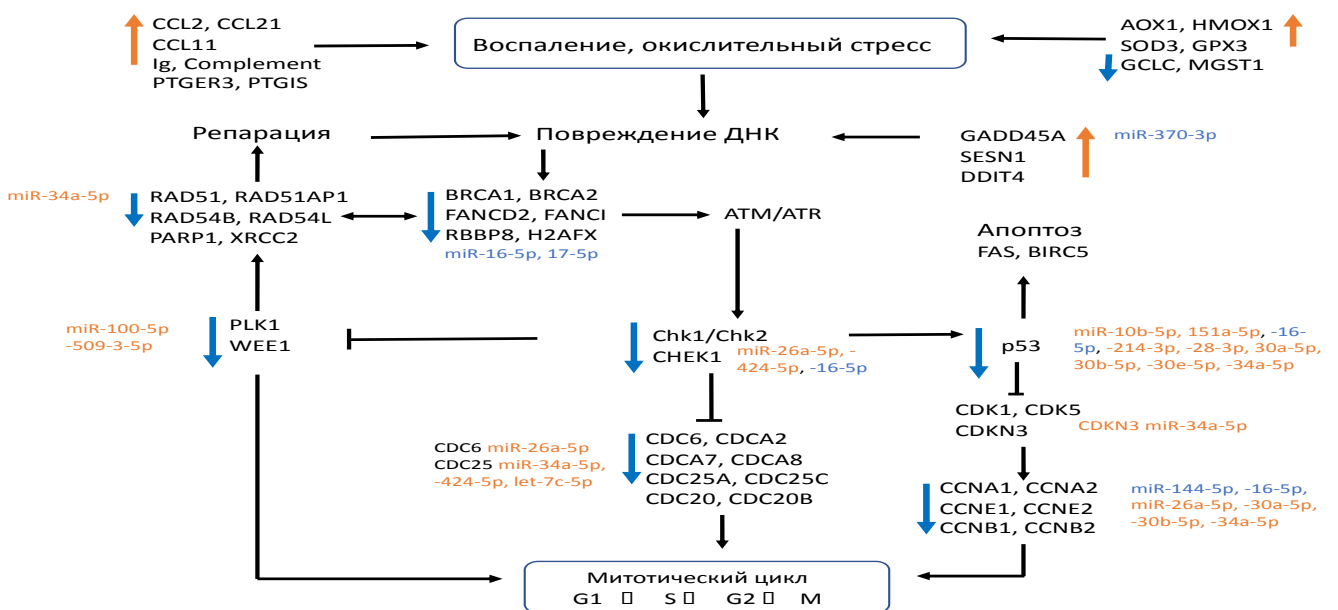 CCL2, CCL21
CCL11
Ig, Complement
PTGER3, PTGIS
Воспаление, окислительный стресс
AOX1, HMOX1
SOD3, GPX3
GCLC, MGST1
Репарация
Повреждение ДНК
GADD45A
SESN1
DDIT4
miR-370-3p
miR-34a-5p
RAD51, RAD51AP1
RAD54B, RAD54L
PARP1, XRCC2
BRCA1, BRCA2
FANCD2, FANCI
RBBP8, H2AFX
miR-16-5p, 17-5p
ATM/ATR
Апоптоз
FAS, BIRC5
miR-100-5p
-509-3-5p
PLK1
WEE1
Chk1/Chk2
CHEK1
miR-26a-5p, -
424-5p, -16-5p
p53
miR-10b-5p, 151a-5p, -16-
5p, -214-3p, -28-3p, 30a-5p,
30b-5p, -30e-5p, -34a-5p
CDK1, CDK5
CDKN3
CDKN3 miR-34a-5p
CDC6 miR-26a-5p
CDC25 miR-34a-5p,
-424-5p, let-7c-5p
CDC6, CDCA2
CDCA7, CDCA8
CDC25A, CDC25C
CDC20, CDC20B
CCNA1, CCNA2
CCNE1, CCNE2
CCNB1, CCNB2
miR-144-5p, -16-5p,
miR-26a-5p, -30a-5p,
-30b-5p, -34a-5p
Митотический цикл
G1 ▯ S ▯ G2 ▯ M